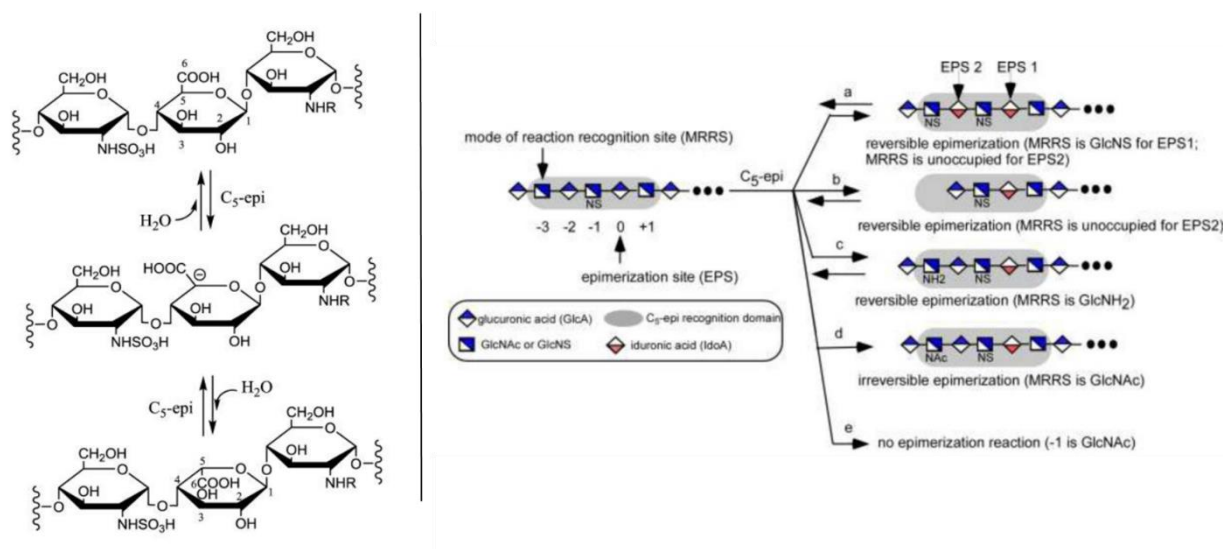 CH₂OH
O
6
COOH
CH₂OH
O
O
OH
4
5
O
OH
NHR
O
O
OH
2
1
NHSO₃H
3
OH
C₅-epi
H₂O
CH₂OH
O
HOOC
⊖
CH₂OH
O
O
OH
O
OH
NHR
O
O
OH
NHSO₃H
OH
C₅-epi
H₂O
CH₂OH
O
CH₂OH
O
5
O
O
OH
4
6
COOH
OH
OH
NHR
O
O
2
1
NHSO₃H
3
OH
mode of reaction recognition site (MRRS)
NS
-3 -2 -1 0 +1
epimerization site (EPS)
C₅-epi
glucuronic acid (GlcA)
C₅-epi recognition domain
GlcNAc or GlcNS
iduronic acid (IdoA)
EPS 2 EPS 1
a
NS NS
reversible epimerization (MRRS is GlcNS for EPS1;
MRRS is unoccupied for EPS2)
b
NS
reversible epimerization (MRRS is unoccupied for EPS2)
c
NH2 NS
reversible epimerization (MRRS is GlcNH₂)
d
NAc NS
irreversible epimerization (MRRS is GlcNAc)
e
no epimerization reaction (-1 is GlcNAc)